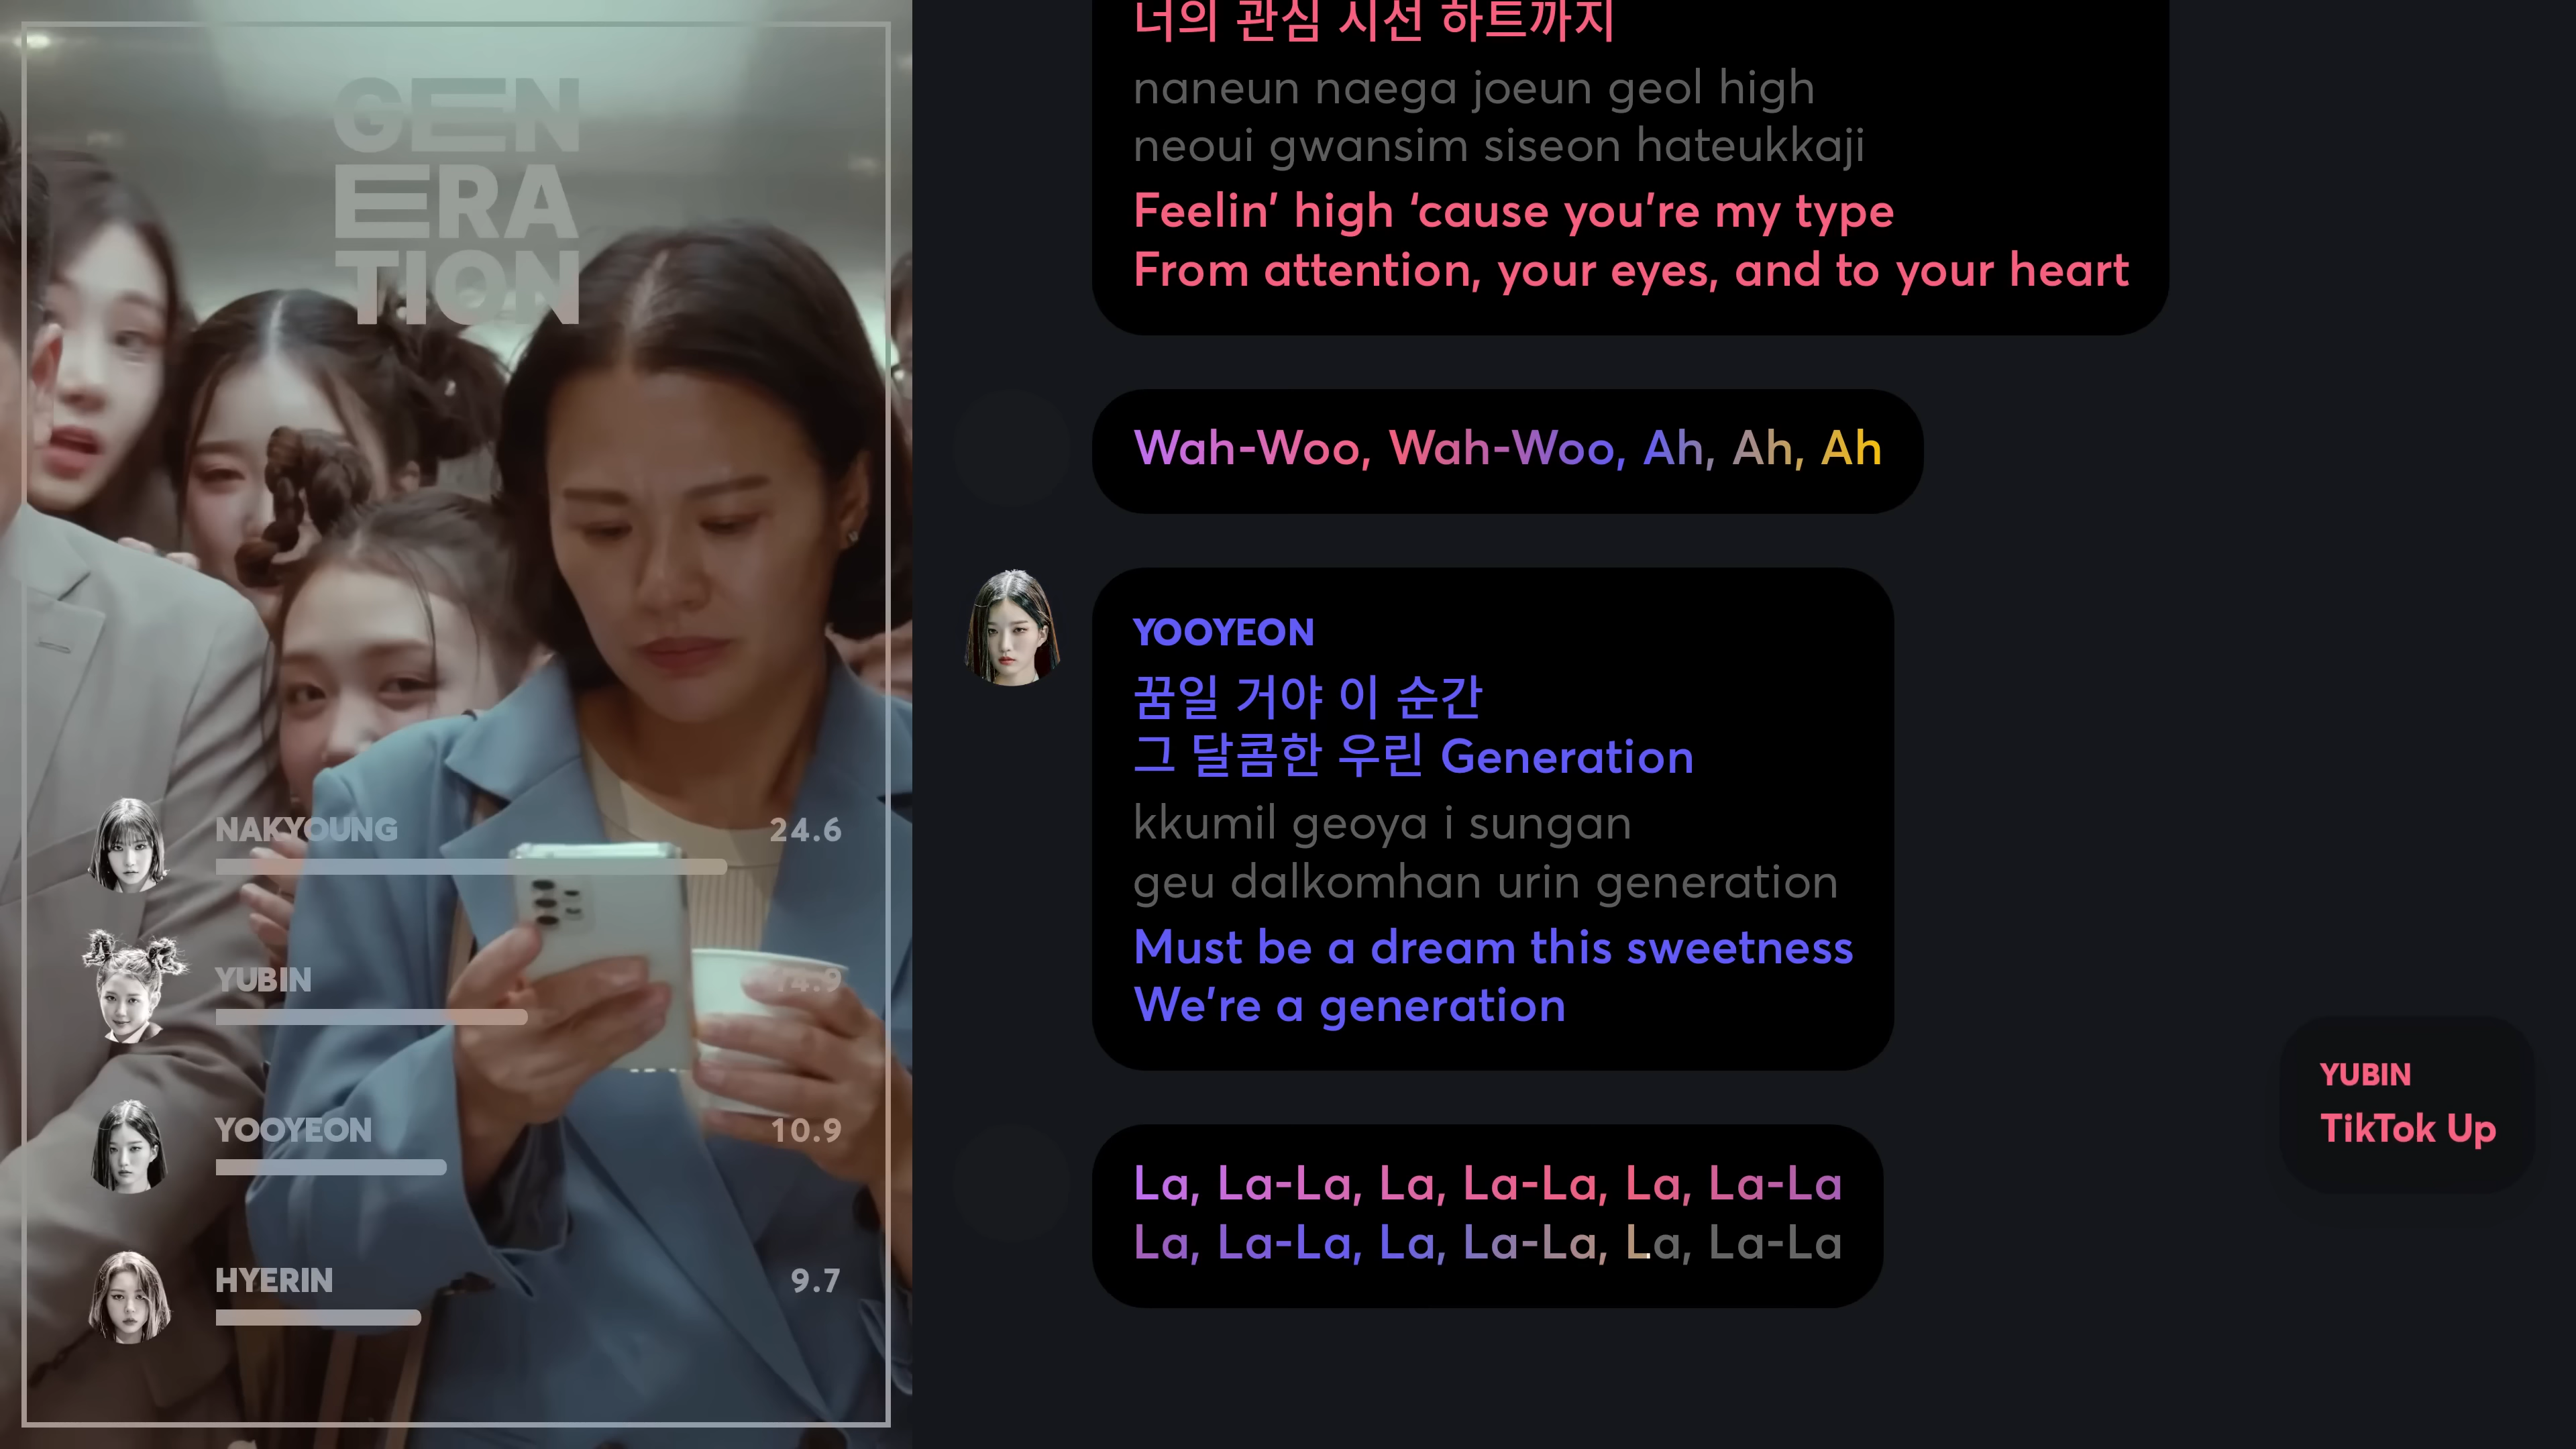 GEN
ERA
TION
NAKYOUNG 24.6
YUBIN 14.9
YOOYEON 10.9
HYERIN 9.7
너의 관심 시선 하트까지
naneun naega joeun geol high
neoui gwansim siseon hateukkaji
Feelin’ high ‘cause you’re my type
From attention, your eyes, and to your heart
Wah-Woo, Wah-Woo, Ah, Ah, Ah
YOOYEON
꿈일 거야 이 순간
그 달콤한 우린 Generation
kkumil geoya i sungan
geu dalkomhan urin generation
Must be a dream this sweetness
We’re a generation
La, La-La, La, La-La, La, La-La
La, La-La, La, La-La, La, La-La
YUBIN
TikTok Up